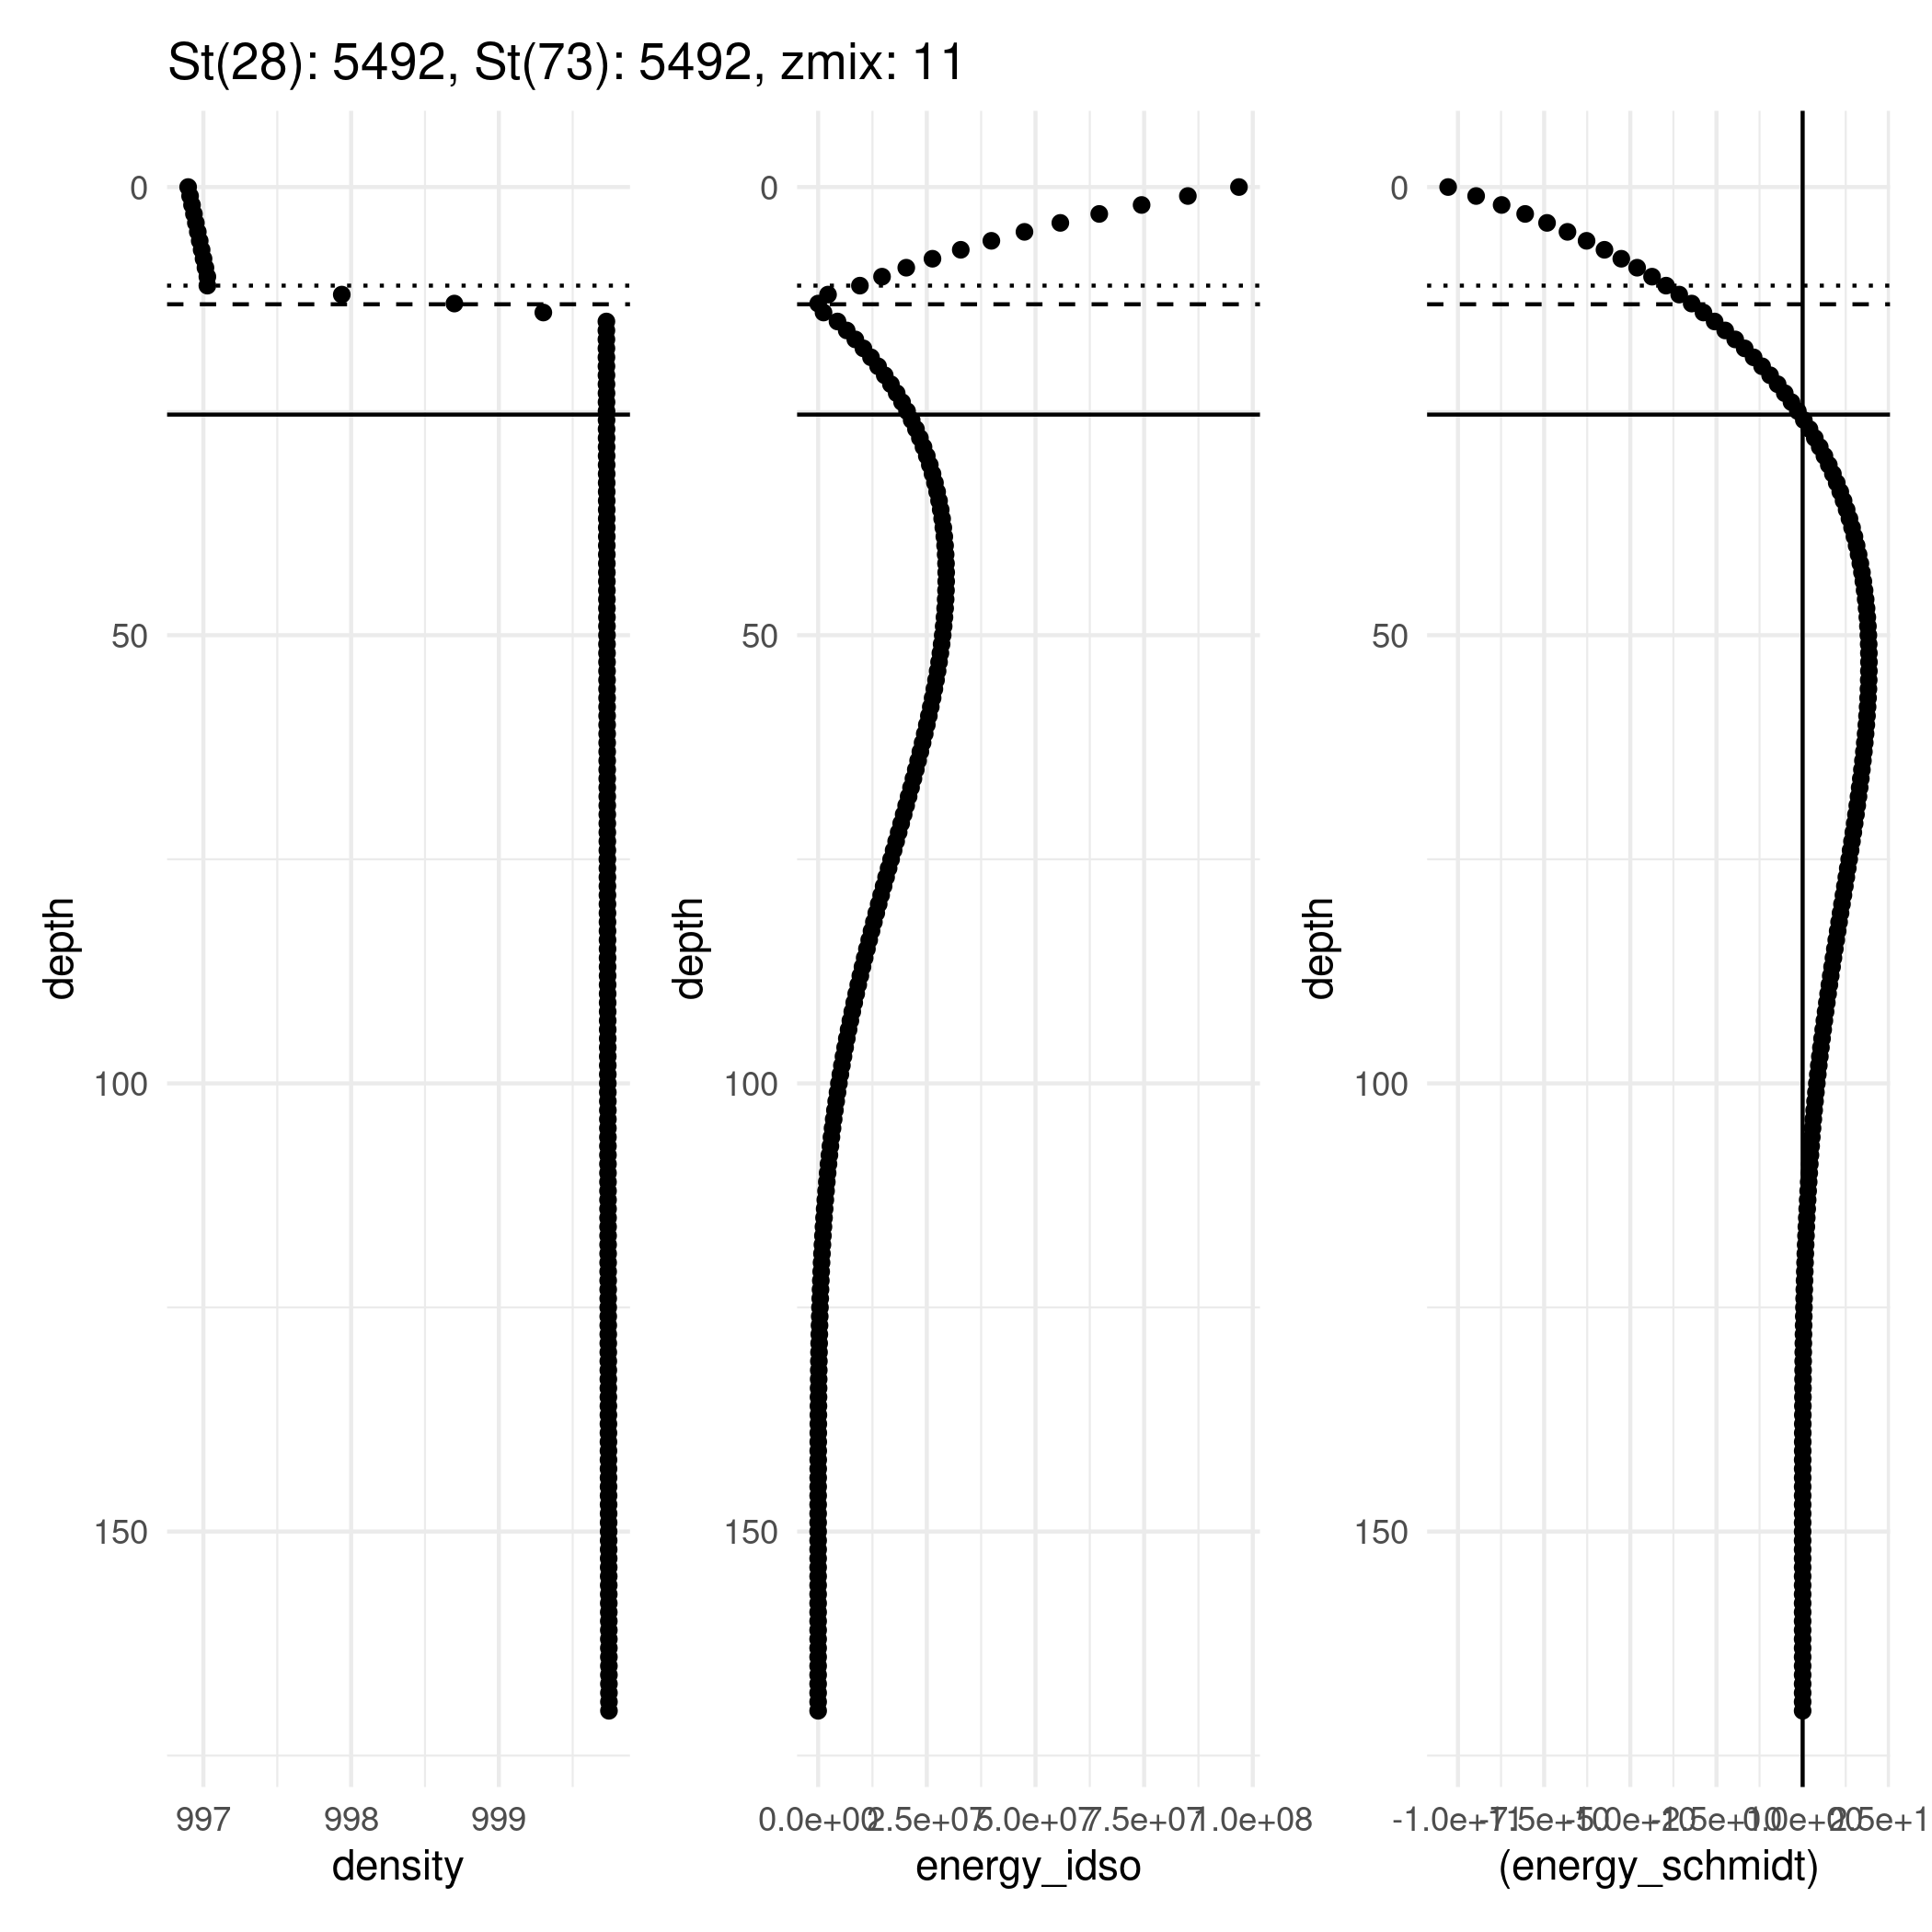 St(28): 5492, St(73): 5492, zmix: 11
0
50
100
150
depth
997 998 999
density
0
50
100
150
depth
0.0e+00 2.5e+07 5.0e+07 7.5e+07 1.0e+08
energy_idso
0
50
100
150
depth
(energy_schmidt)